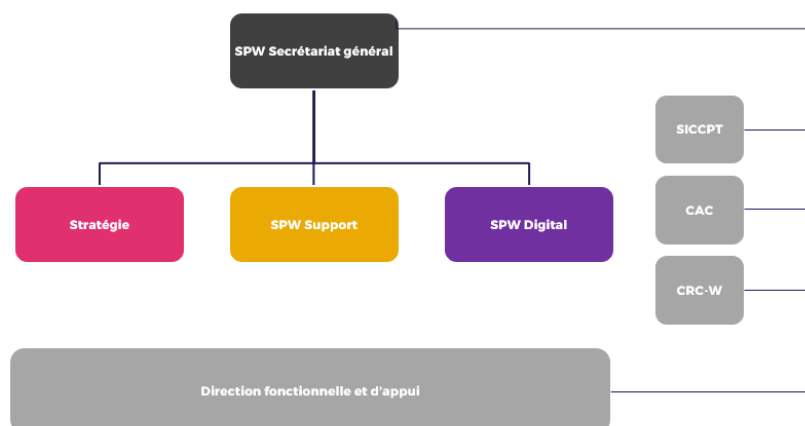 SPW Secrétariat général
SICCPT
CAC
Stratégie
SPW Support
SPW Digital
CRC-W
Direction fonctionnelle et d'appui